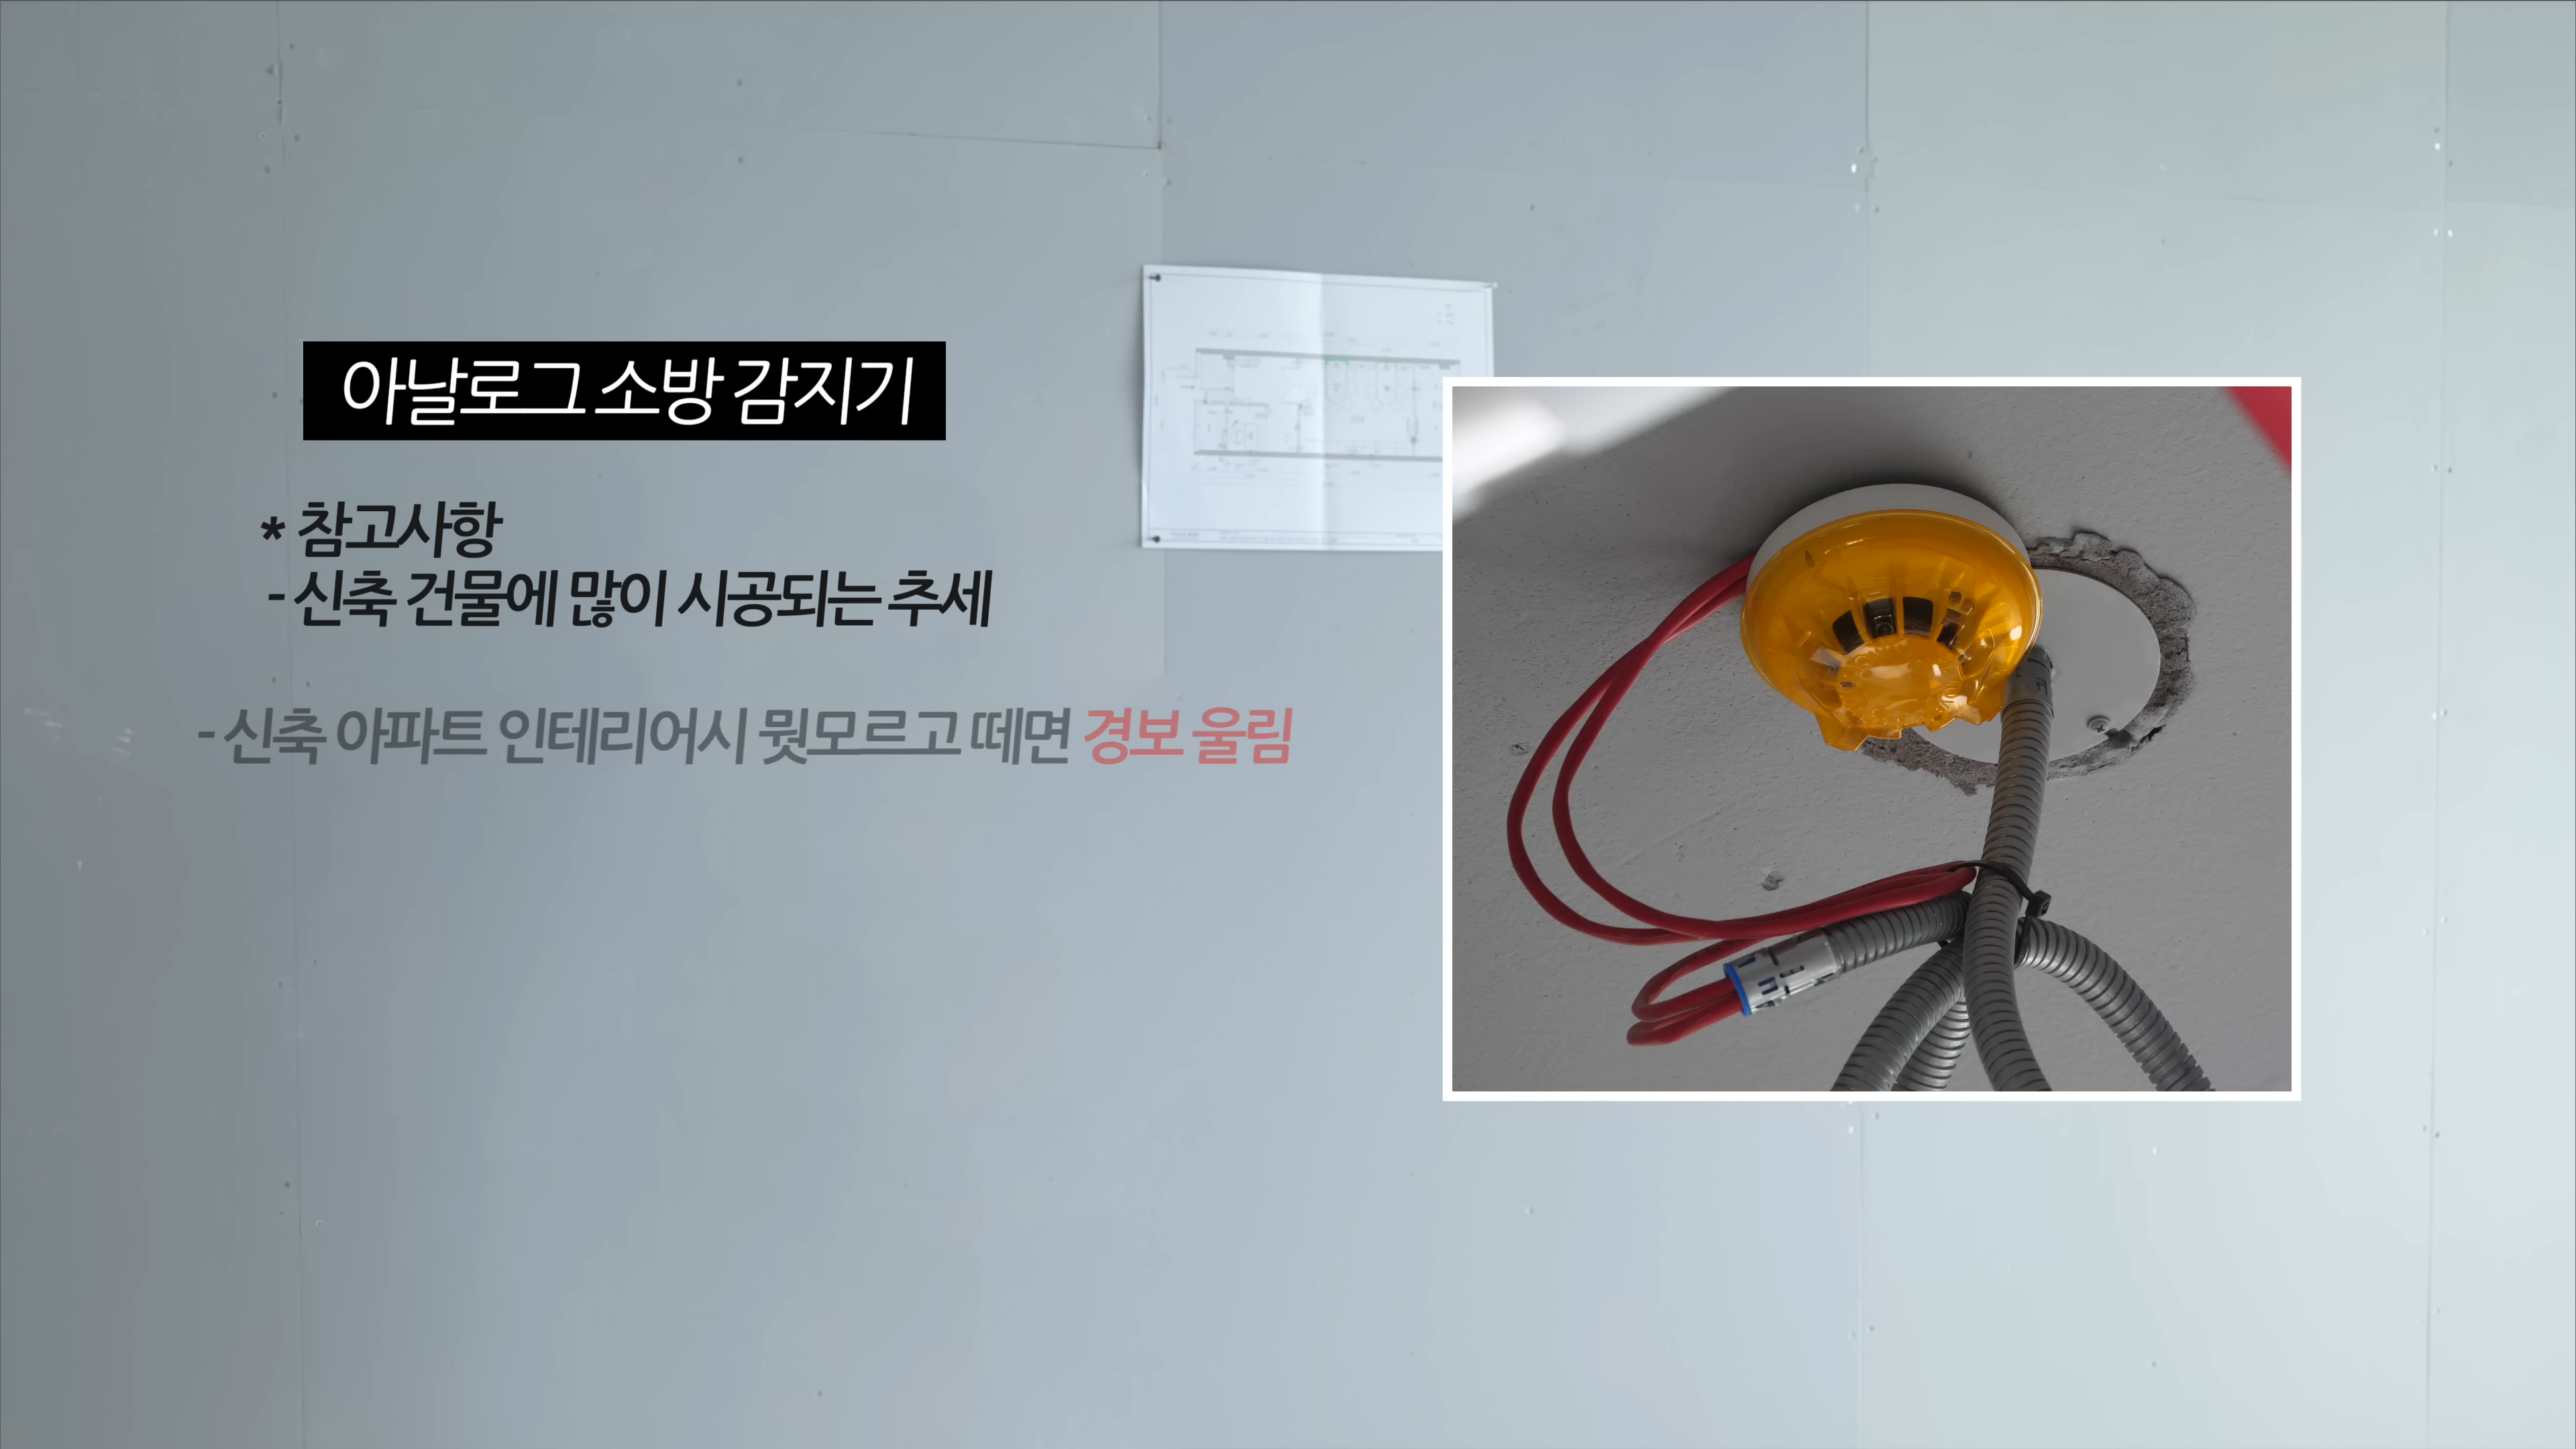 아날로그 소방 감지기
* 참고사항
- 신축 건물에 많이 시공되는 추세
- 신축 아파트 인테리어시 뭣모르고 떼면 경보 울림